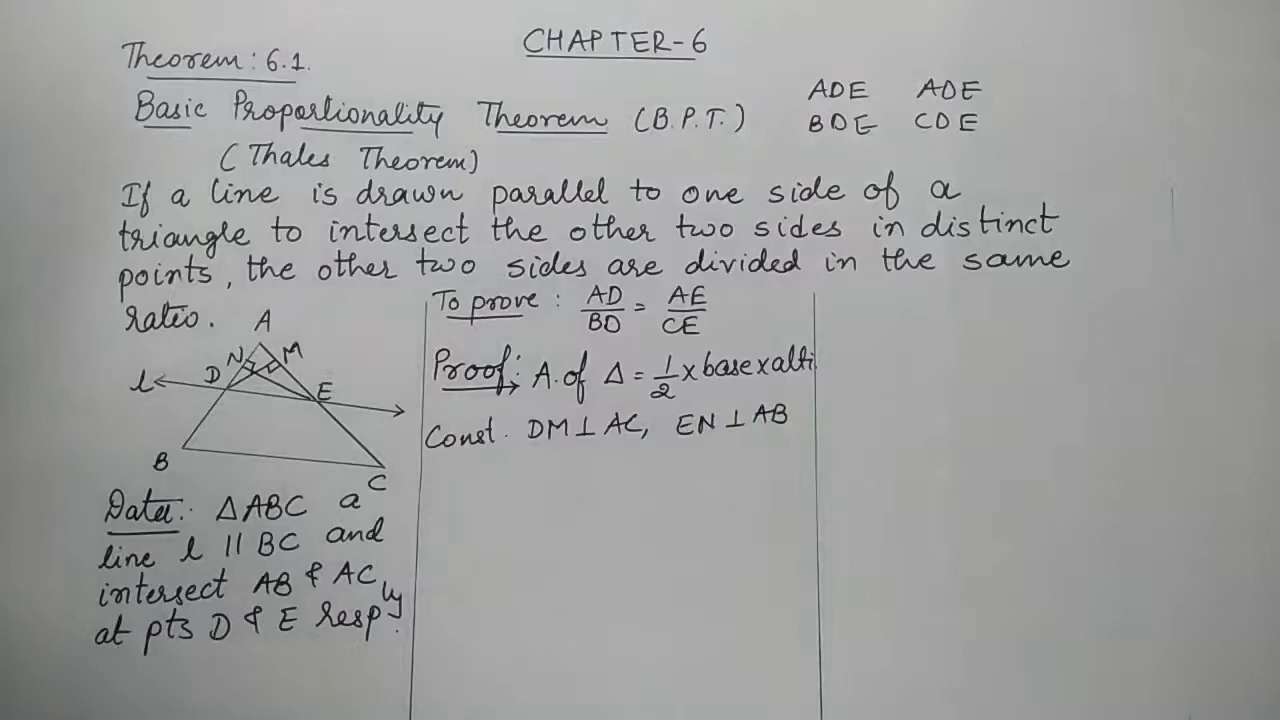 CHAPTER-6
Theorem: 6.1.
Basic Proportionality Theorem (B.P.T.)
ADE ADE
BDE CDE
(Thales Theorem)
If a line is drawn parallel to one side of a
triangle to intersect the other two sides in distinct
points, the other two sides are divided in the same
ratio.
A
N M
l D E
B
C
Data: ΔABC a
line l || BC and
intersect AB & AC
at pts D & E resply.
To prove: AD/BD = AE/CE
Proof: A. of Δ = 1/2 x base x alti
Const. DM ⊥ AC, EN ⊥ AB